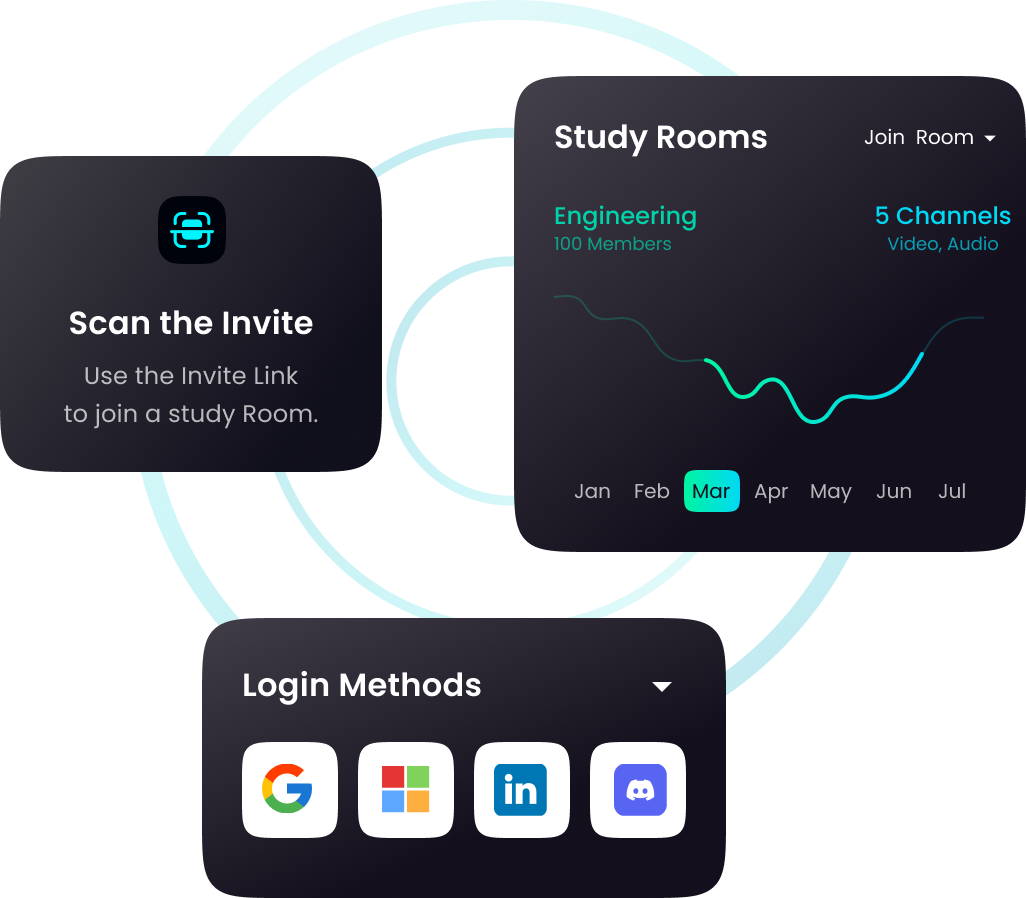 Scan the Invite
Use the Invite Link
to join a study Room.
Study Rooms
Join Room
Engineering
5 Channels
100 Members
Video, Audio
Jan Feb Mar Apr May Jun Jul
Login Methods
in